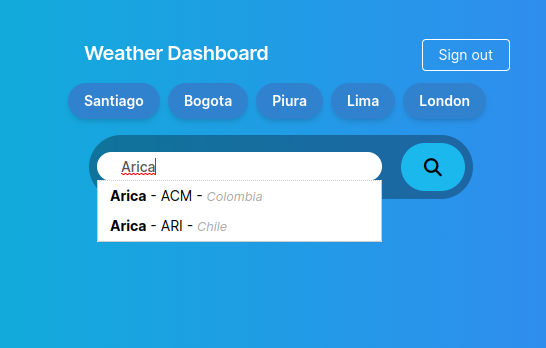 Weather Dashboard
Sign out
Santiago Bogota Piura Lima London
Arica
Arica - ACM - Colombia
Arica - ARI - Chile